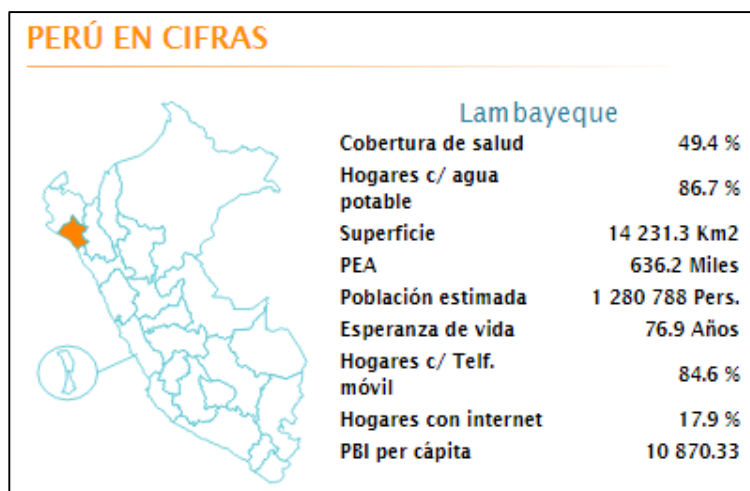 PERÚ EN CIFRAS
Lambayeque
Cobertura de salud 49.4 %
Hogares c/ agua
potable 86.7 %
Superficie 14 231.3 Km2
PEA 636.2 Miles
Población estimada 1 280 788 Pers.
Esperanza de vida 76.9 Años
Hogares c/ Telf.
móvil 84.6 %
Hogares con internet 17.9 %
PBI per cápita 10 870.33